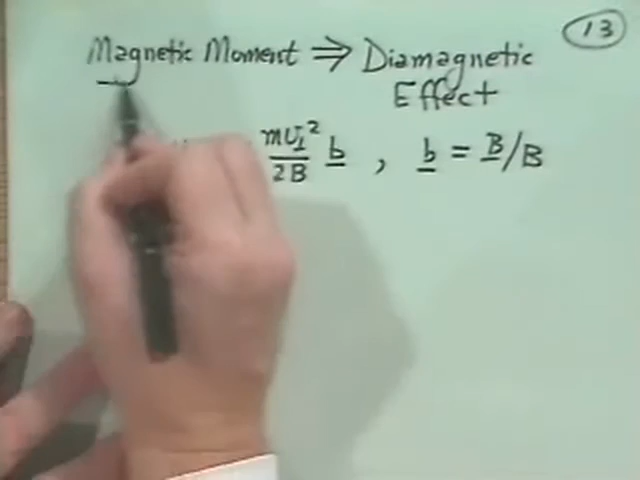 13
Magnetic Moment ⇒ Diamagnetic
Effect
mv⊥²/2B b , b = B/B